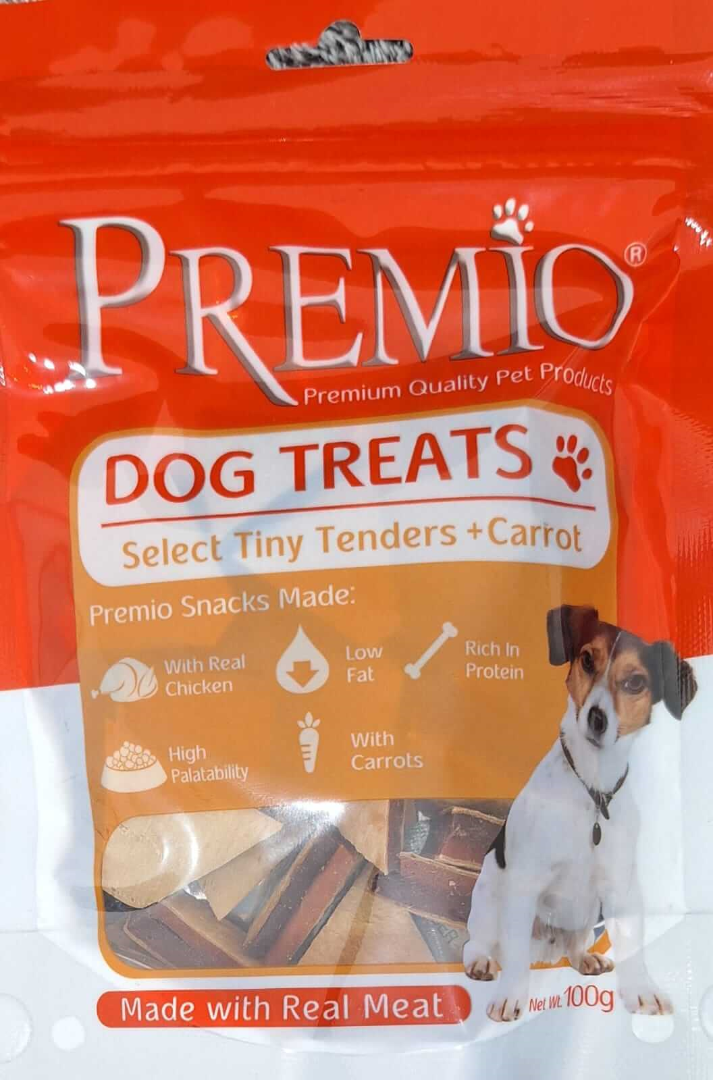 PREMIO®
Premium Quality Pet Products
DOG TREATS
Select Tiny Tenders +Carrot
Premio Snacks Made:
With Real
Chicken
Low
Fat
Rich In
Protein
High
Palatability
With
Carrots
Made with Real Meat
Net Wt. 100g